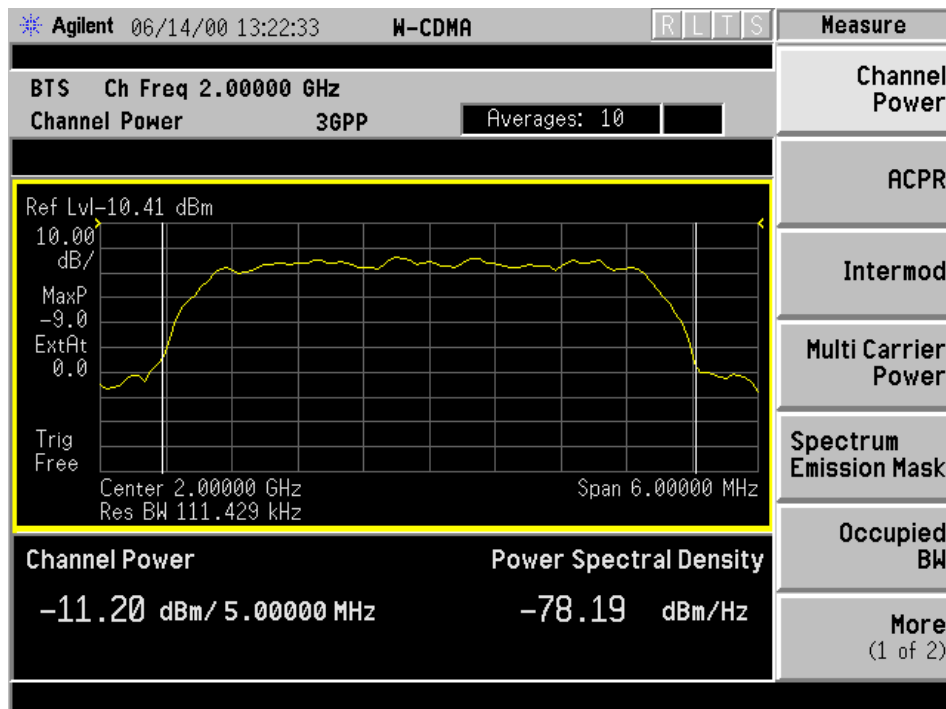 Agilent 06/14/00 13:22:33 W-CDMA R L T S Measure
BTS Ch Freq 2.00000 GHz
Channel Power 3GPP Averages: 10
Ref Lvl-10.41 dBm
10.00
dB/
MaxP
-9.0
ExtAt
0.0
Trig
Free
Center 2.00000 GHz Span 6.00000 MHz
Res BW 111.429 kHz
Channel Power Power Spectral Density
-11.20 dBm/ 5.00000 MHz -78.19 dBm/Hz
Channel
Power
ACPR
Intermod
Multi Carrier
Power
Spectrum
Emission Mask
Occupied
BW
More
(1 of 2)